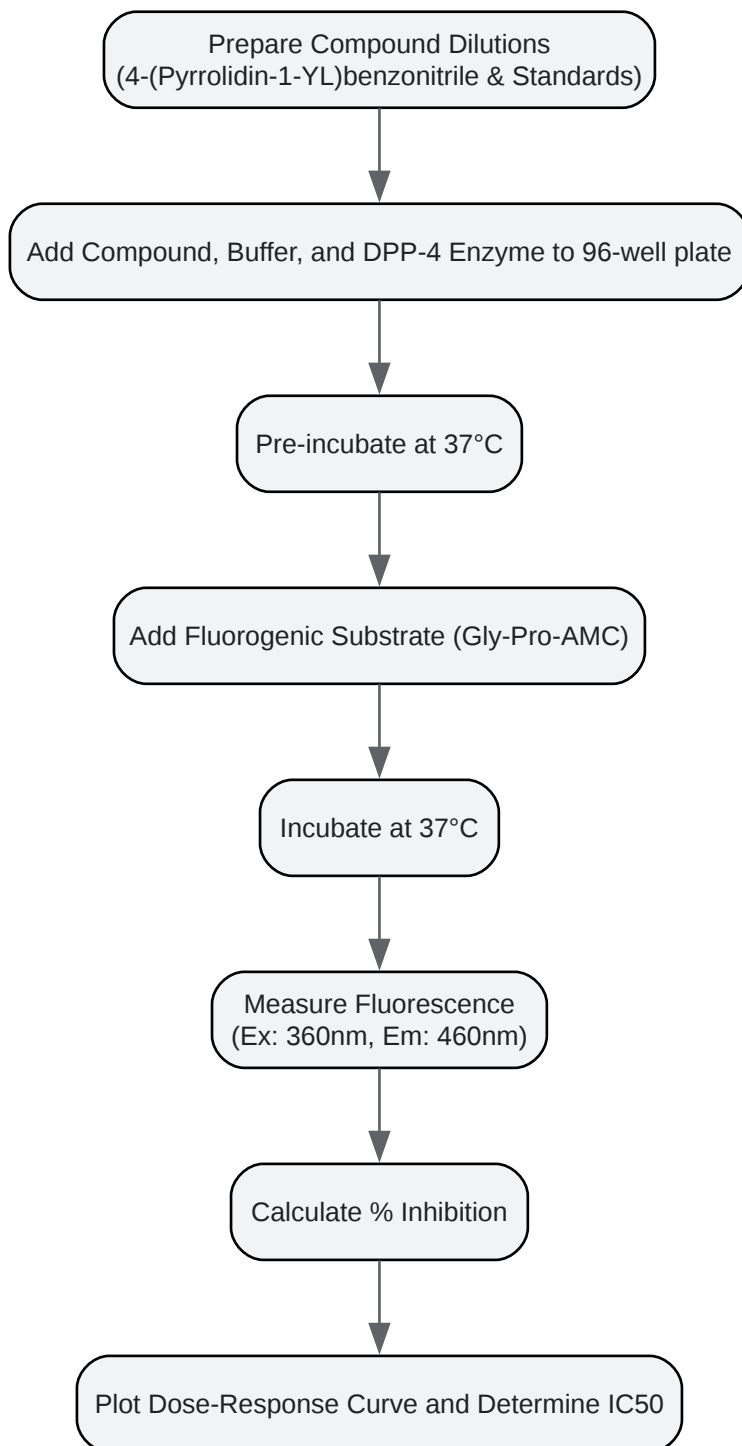 Prepare Compound Dilutions
(4-(Pyrrolidin-1-YL)benzonitrile & Standards)
Add Compound, Buffer, and DPP-4 Enzyme to 96-well plate
Pre-incubate at 37°C
Add Fluorogenic Substrate (Gly-Pro-AMC)
Incubate at 37°C
Measure Fluorescence
(Ex: 360nm, Em: 460nm)
Calculate % Inhibition
Plot Dose-Response Curve and Determine IC50